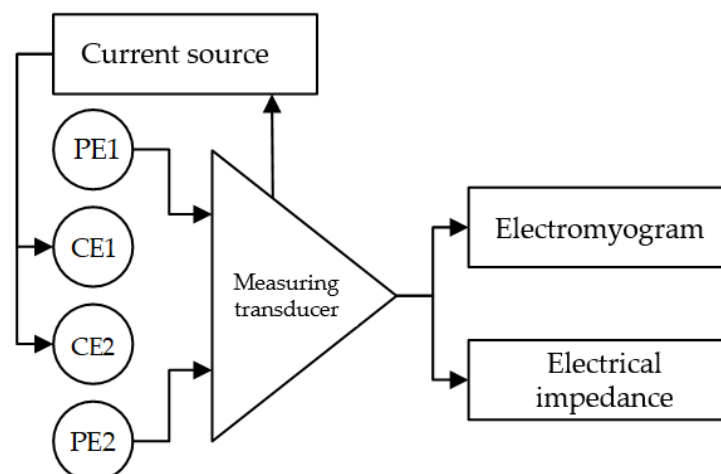 Current source
PE1
CE1
CE2
PE2
Measuring
transducer
Electromyogram
Electrical
impedance